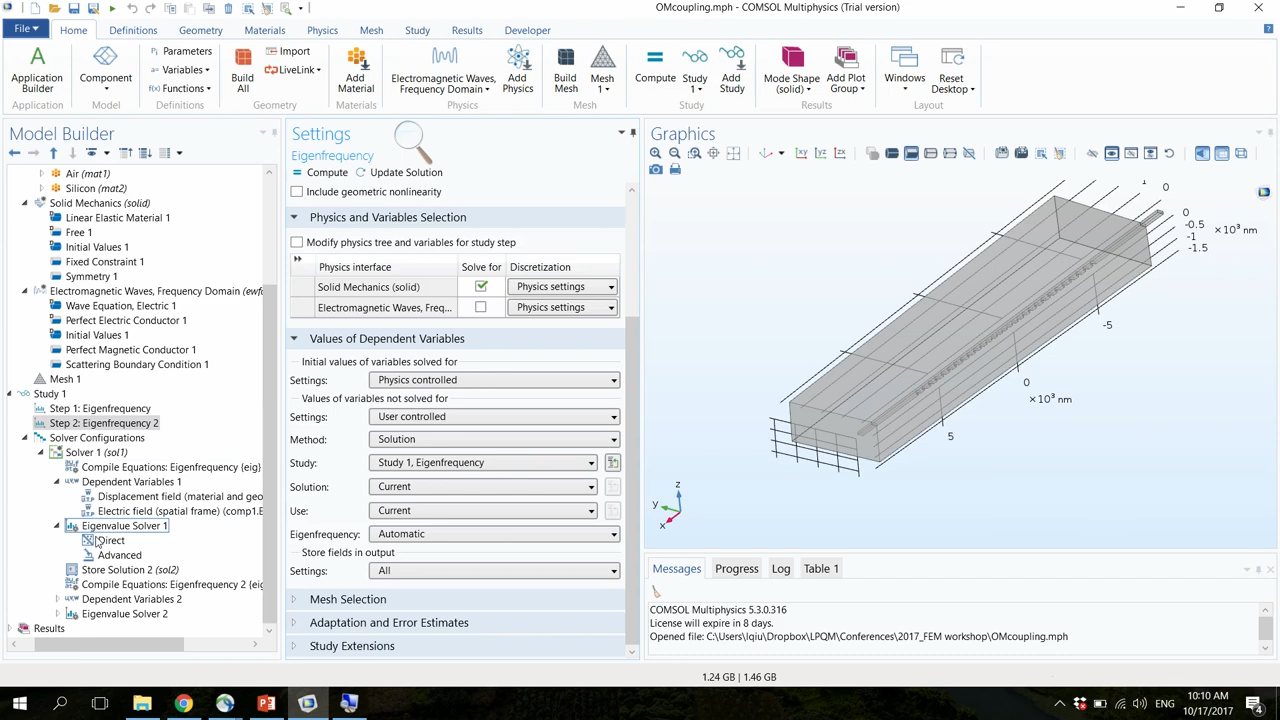 OMcoupling.mph - COMSOL Multiphysics (Trial version)
File
Home
Definitions
Geometry
Materials
Physics
Mesh
Study
Results
Developer
Application Builder
Component
Parameters
Variables
Functions
Build All
Import
LiveLink
Add Material
Electromagnetic Waves, Frequency Domain
Add Physics
Build Mesh
Mesh 1
Compute
Study 1
Add Study
Mode Shape (solid)
Add Plot Group
Windows
Reset Desktop
Application
Model
Definitions
Geometry
Materials
Physics
Mesh
Study
Results
Layout
Model Builder
Air (mat1)
Silicon (mat2)
Solid Mechanics (solid)
Linear Elastic Material 1
Free 1
Initial Values 1
Fixed Constraint 1
Symmetry 1
Electromagnetic Waves, Frequency Domain (ewfd
Wave Equation, Electric 1
Perfect Electric Conductor 1
Initial Values 1
Perfect Magnetic Conductor 1
Scattering Boundary Condition 1
Mesh 1
Study 1
Step 1: Eigenfrequency
Step 2: Eigenfrequency 2
Solver Configurations
Solver 1 (sol1)
Compile Equations: Eigenfrequency {eig}
Dependent Variables 1
Displacement field (material and geo
Electric field (spatial frame) (comp1.E
Eigenvalue Solver 1
Direct
Advanced
Store Solution 2 (sol2)
Compile Equations: Eigenfrequency 2 {eig
Dependent Variables 2
Eigenvalue Solver 2
Results
Settings
Eigenfrequency
Compute
Update Solution
Include geometric nonlinearity
Physics and Variables Selection
Modify physics tree and variables for study step
Physics interface
Solve for
Discretization
Solid Mechanics (solid)
Physics settings
Electromagnetic Waves, Freq...
Physics settings
Values of Dependent Variables
Initial values of variables solved for
Settings:
Physics controlled
Values of variables not solved for
Settings:
User controlled
Method:
Solution
Study:
Study 1, Eigenfrequency
Solution:
Current
Use:
Current
Eigenfrequency:
Automatic
Store fields in output
Settings:
All
Mesh Selection
Adaptation and Error Estimates
Study Extensions
Graphics
xy
yz
zx
1
0
0
-0.5
-1
-1.5
×10³ nm
-5
0
×10³ nm
5
z
y
x
Messages
Progress
Log
Table 1
COMSOL Multiphysics 5.3.0.316
License will expire in 8 days.
Opened file: C:\Users\lqiu\Dropbox\LPQM\Conferences\2017_FEM workshop\OMcoupling.mph
1.24 GB | 1.46 GB
10:10 AM
10/17/2017
4